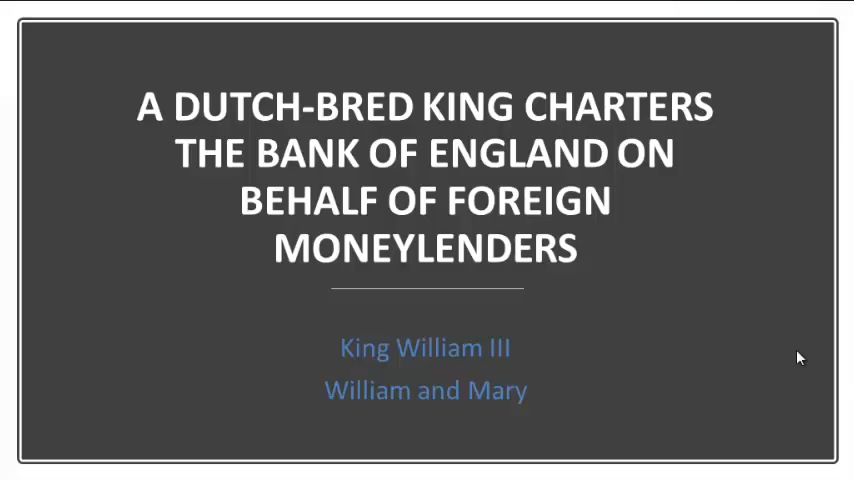 A DUTCH-BRED KING CHARTERS
THE BANK OF ENGLAND ON
BEHALF OF FOREIGN
MONEYLENDERS
King William III
William and Mary